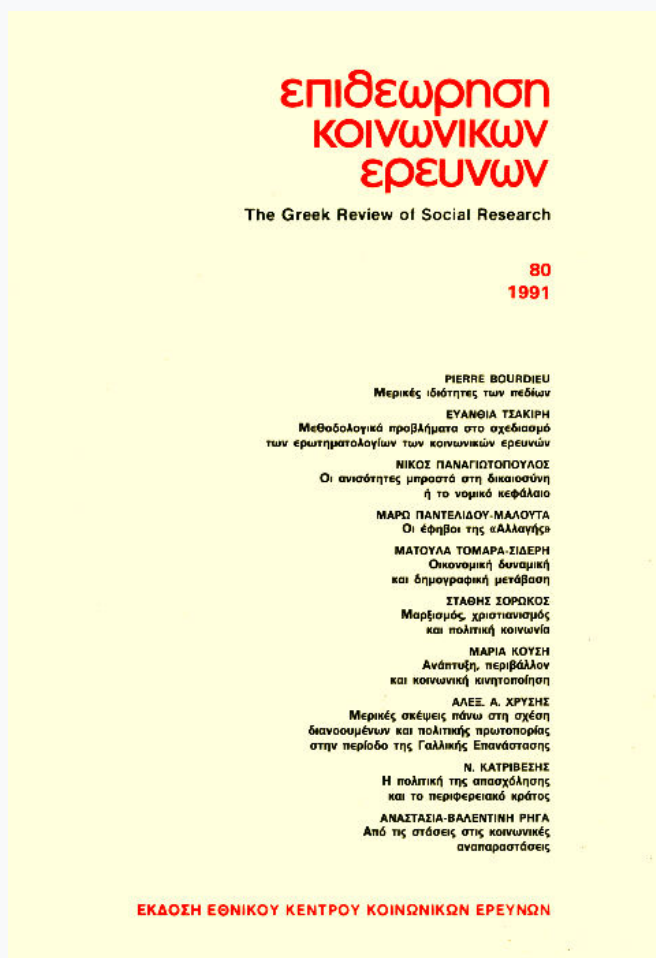 επιθεωρηση
κοινωνικων
ερευνων
The Greek Review of Social Research
80
1991
PIERRE BOURDIEU
Μερικές ιδιότητες των πεδίων
ΕΥΑΝΘΙΑ ΤΣΑΚΙΡΗ
Μεθοδολογικά προβλήματα στο σχεδιασμό
των ερωτηματολογίων των κοινωνικών ερευνών
ΝΙΚΟΣ ΠΑΝΑΓΙΩΤΟΠΟΥΛΟΣ
Οι ανισότητες μπροστά στη δικαιοσύνη
ή το νομικό κεφάλαιο
ΜΑΡΩ ΠΑΝΤΕΛΙΔΟΥ-ΜΑΛΟΥΤΑ
Οι έφηβοι της «Αλλαγής»
ΜΑΤΟΥΛΑ ΤΟΜΑΡΑ-ΣΙΔΕΡΗ
Οικονομική δυναμική
και δημογραφική μετάβαση
ΣΤΑΘΗΣ ΣΟΡΩΚΟΣ
Μαρξισμός, χριστιανισμός
και πολιτική κοινωνία
ΜΑΡΙΑ ΚΟΥΣΗ
Ανάπτυξη, περιβάλλον
και κοινωνική κινητοποίηση
ΑΛΕΞ. Α. ΧΡΥΣΗΣ
Μερικές σκέψεις πάνω στη σχέση
διανοουμένων και πολιτικής πρωτοπορίας
στην περίοδο της Γαλλικής Επανάστασης
Ν. ΚΑΤΡΙΒΕΣΗΣ
Η πολιτική της απασχόλησης
και το περιφερειακό κράτος
ΑΝΑΣΤΑΣΙΑ-ΒΑΛΕΝΤΙΝΗ ΡΗΓΑ
Από τις στάσεις στις κοινωνικές
αναπαραστάσεις
ΕΚΔΟΣΗ ΕΘΝΙΚΟΥ ΚΕΝΤΡΟΥ ΚΟΙΝΩΝΙΚΩΝ ΕΡΕΥΝΩΝ